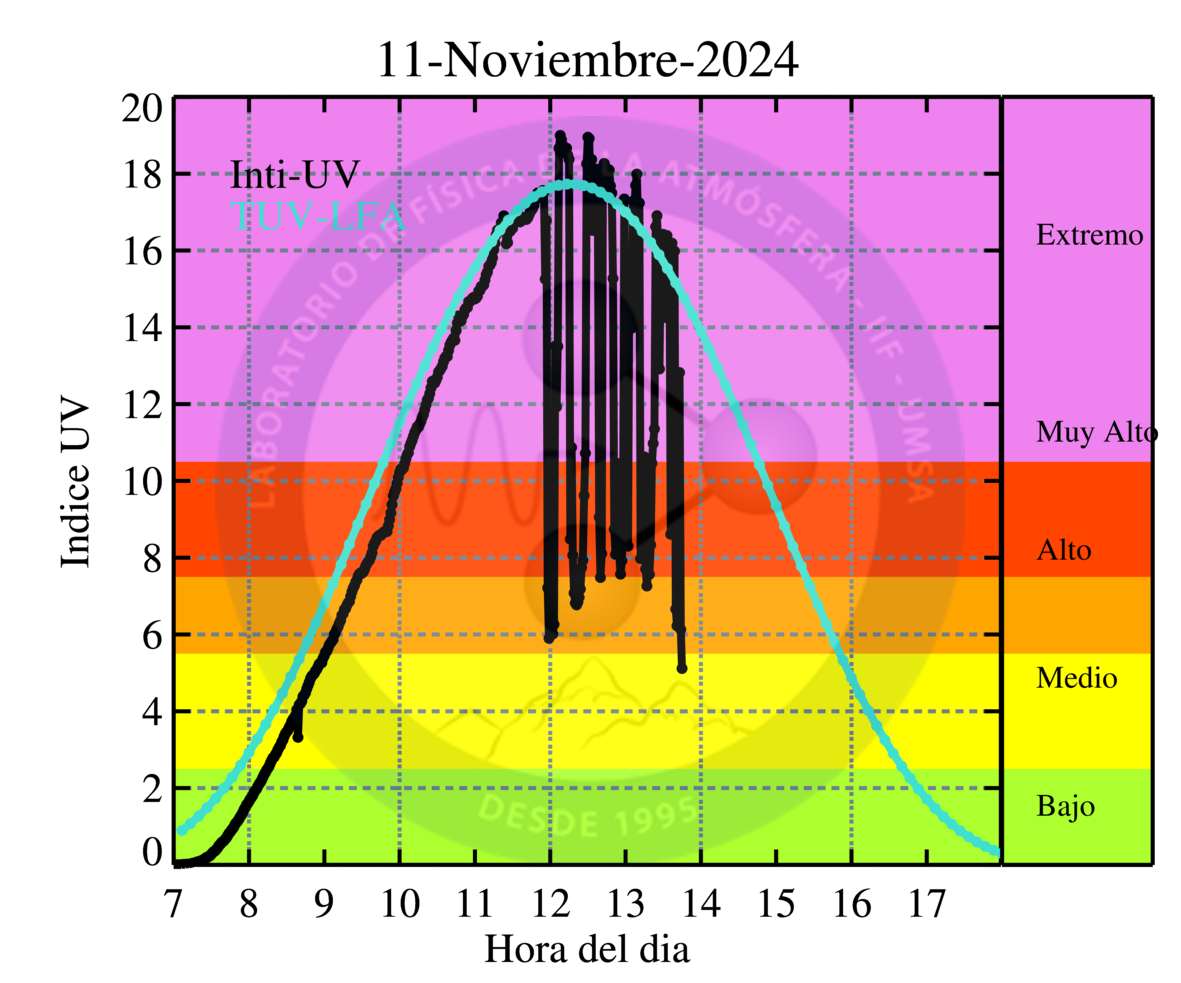 11-Noviembre-2024
20
18
16
14
12
10
8
6
4
2
0
Indice UV
Inti-UV
TUV-LFA
LABORATORIO DE FÍSICA DE LA ATMÓSFERA - IIF - UMSA
DESDE 1995
Extremo
Muy Alto
Alto
Medio
Bajo
7 8 9 10 11 12 13 14 15 16 17
Hora del dia